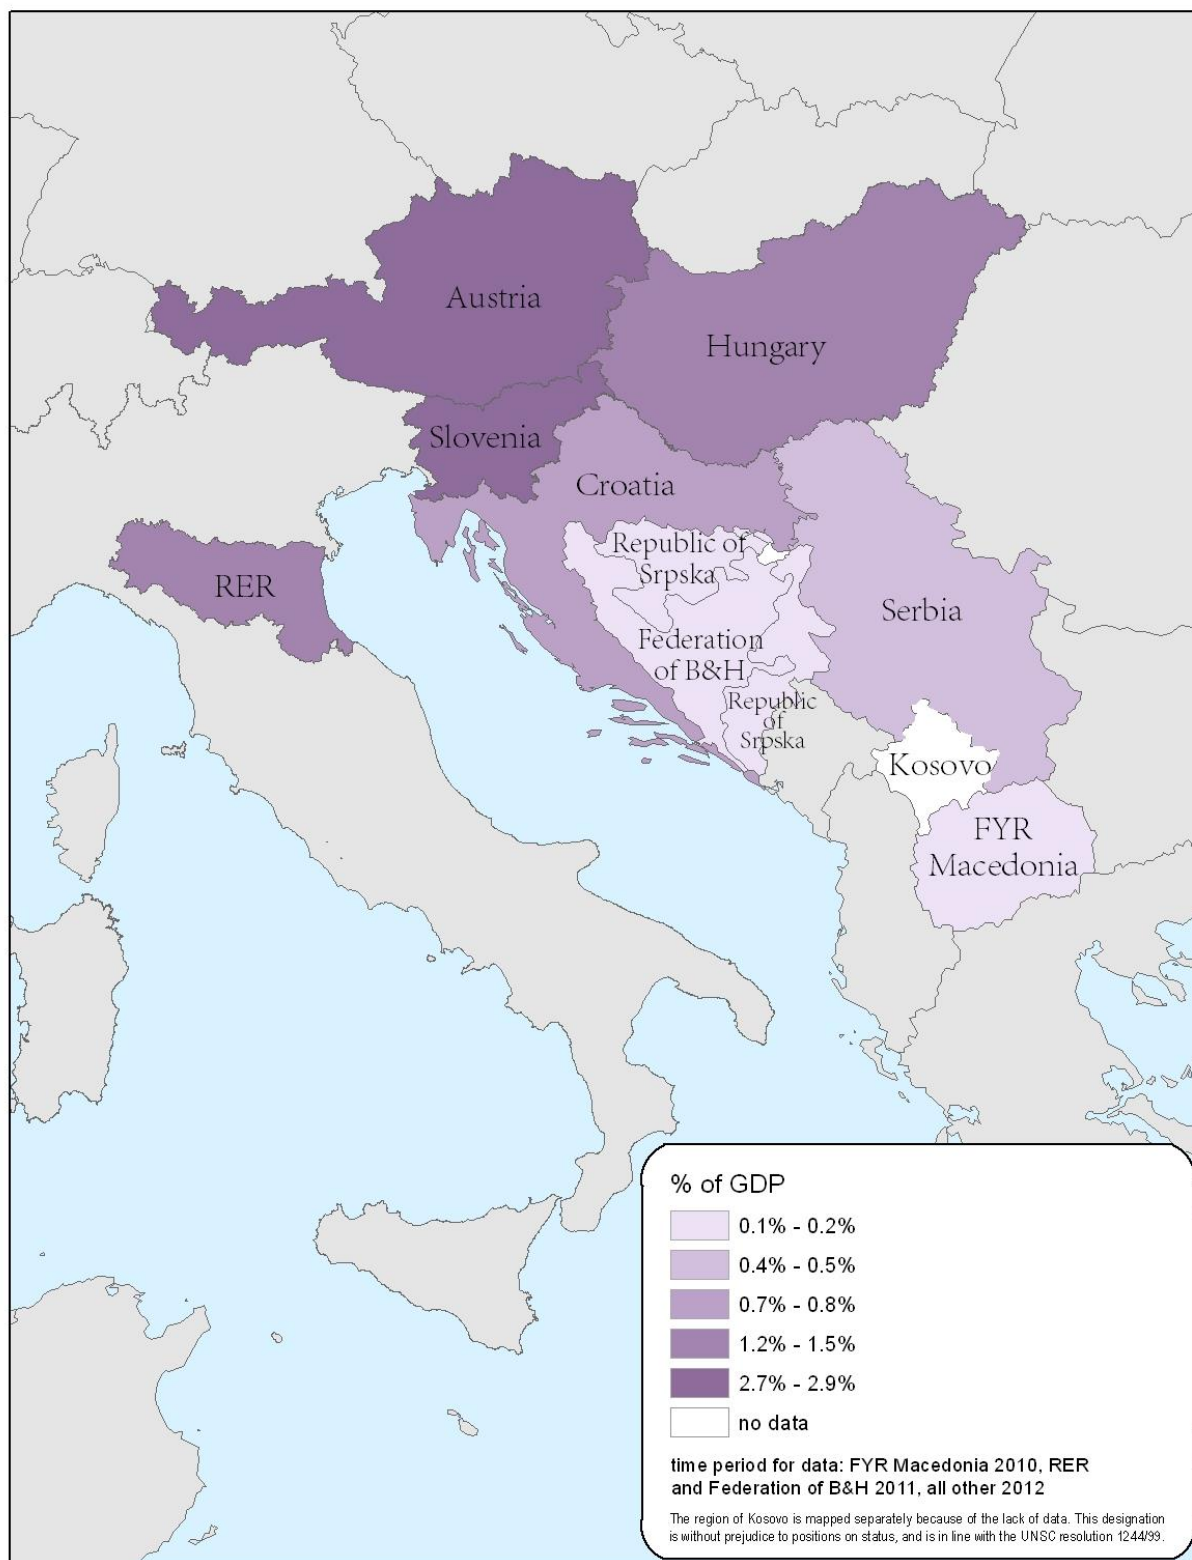 Austria
Hungary
Slovenia
Croatia
Republic of
Srpska
RER
Serbia
Federation
of B&H
Republic
of
Srpska
Kosovo
FYR
Macedonia
% of GDP
0.1% - 0.2%
0.4% - 0.5%
0.7% - 0.8%
1.2% - 1.5%
2.7% - 2.9%
no data
time period for data: FYR Macedonia 2010, RER
and Federation of B&H 2011, all other 2012
The region of Kosovo is mapped separately because of the lack of data. This designation
is without prejudice to positions on status, and is in line with the UNSC resolution 1244/99.